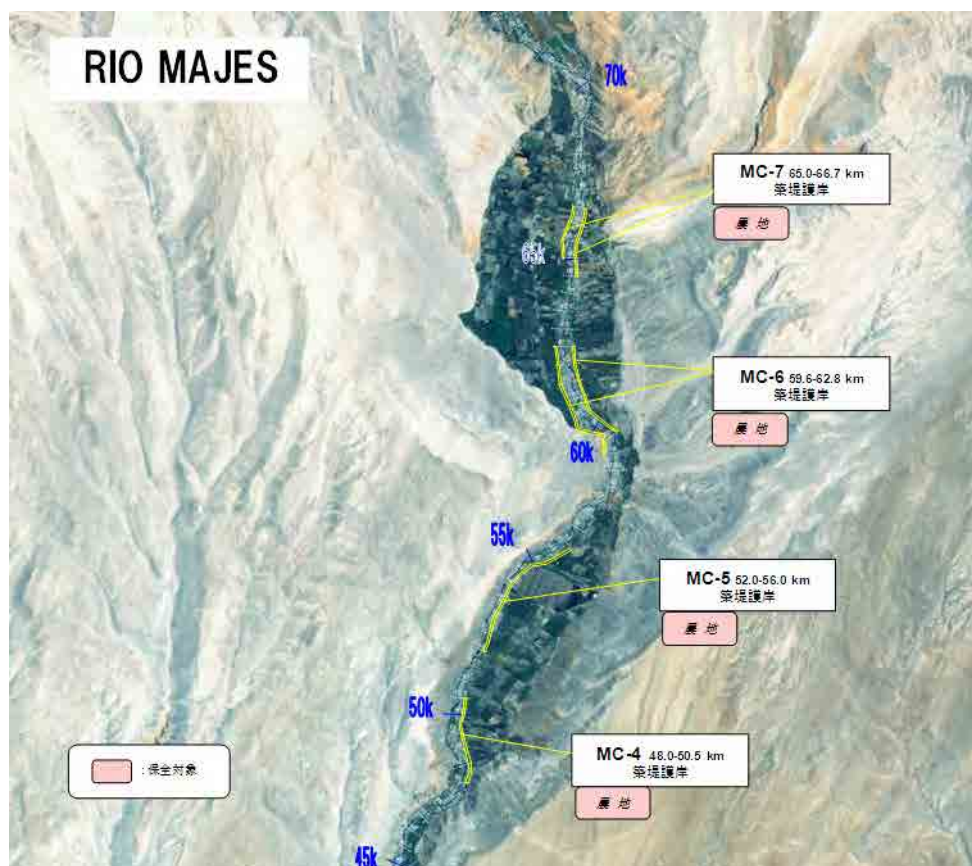 RIO MAJES
70k
MC-7 65.0-66.7 km
築堤護岸
農 地
65k
MC-6 59.6-62.8 km
築堤護岸
農 地
60k
55k
MC-5 52.0-56.0 km
築堤護岸
農 地
50k
MC-4 48.0-50.5 km
築堤護岸
農 地
:保全対象
45k